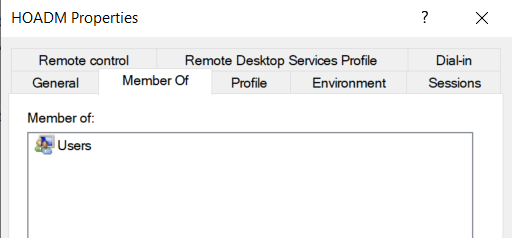 HOADM Properties
?
Remote control Remote Desktop Services Profile Dial-in
General Member Of Profile Environment Sessions
Member of:
Users